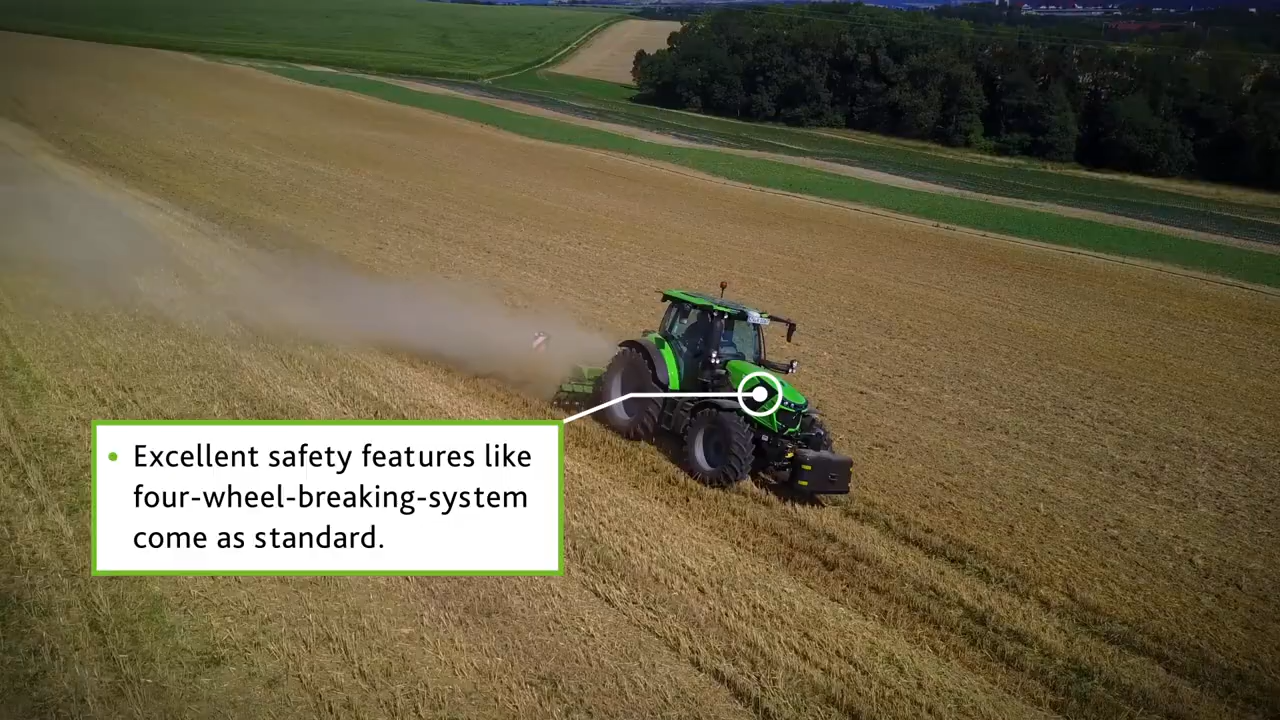 • Excellent safety features like
four-wheel-breaking-system
come as standard.